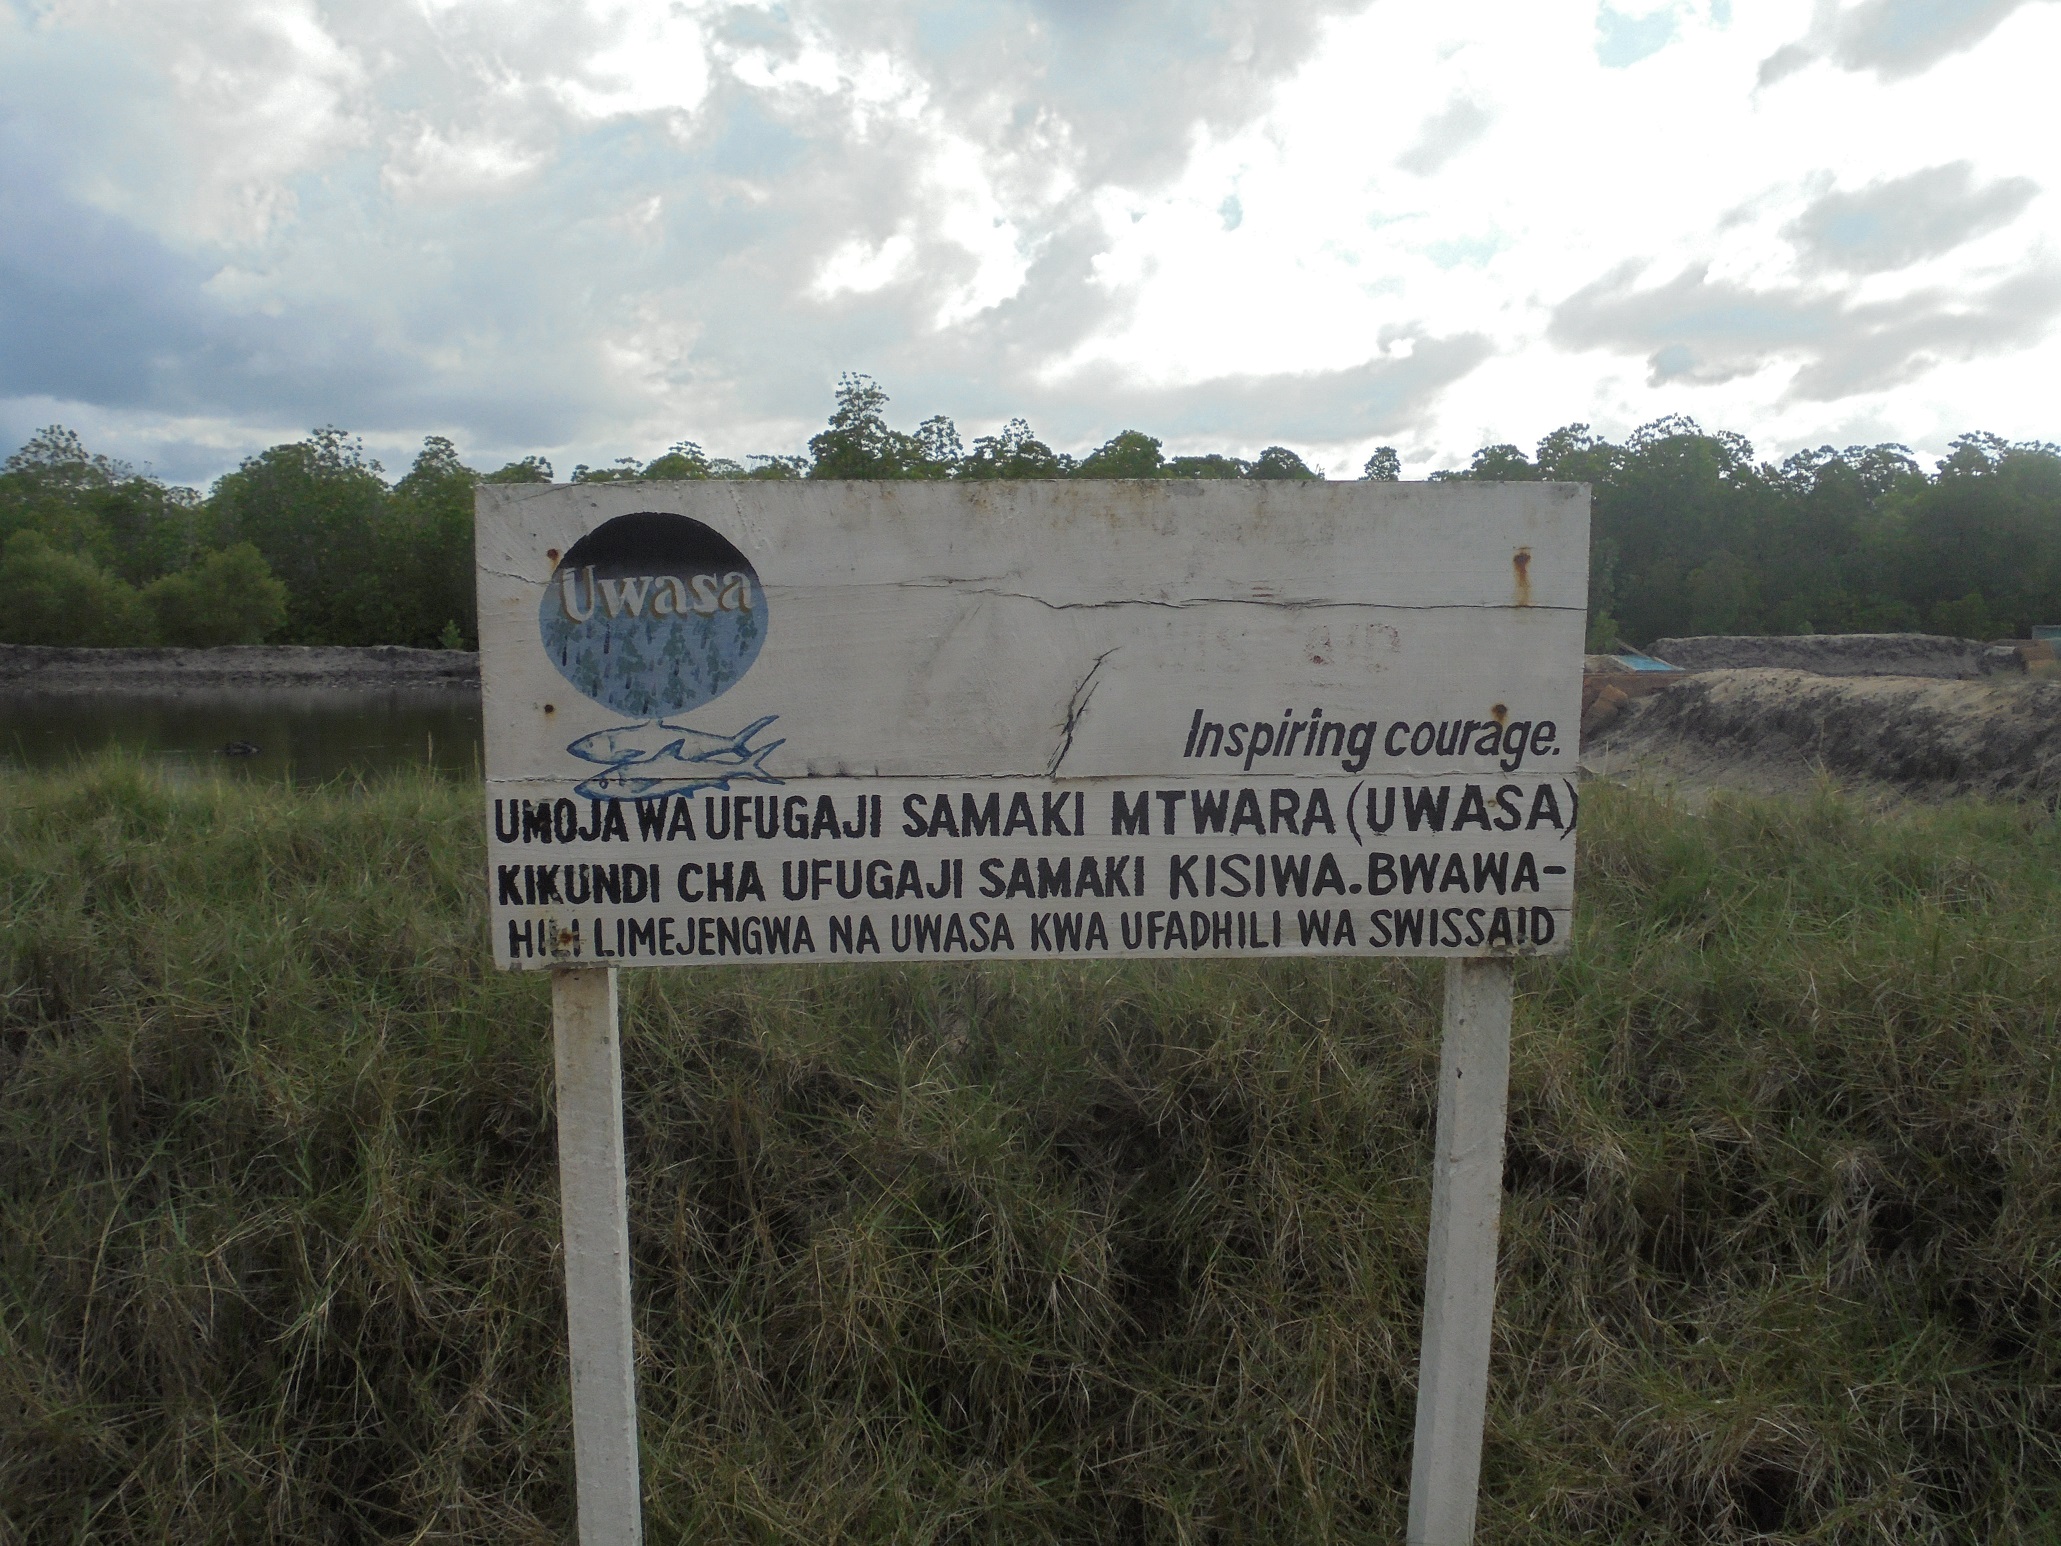 Uwasa
Inspiring courage.
UMOJA WA UFUGAJI SAMAKI MTWARA (UWASA)
KIKUNDI CHA UFUGAJI SAMAKI KISIWA. BWAWA-
HILI LIMEJENGWA NA UWASA KWA UFADHILI WA SWISSAID